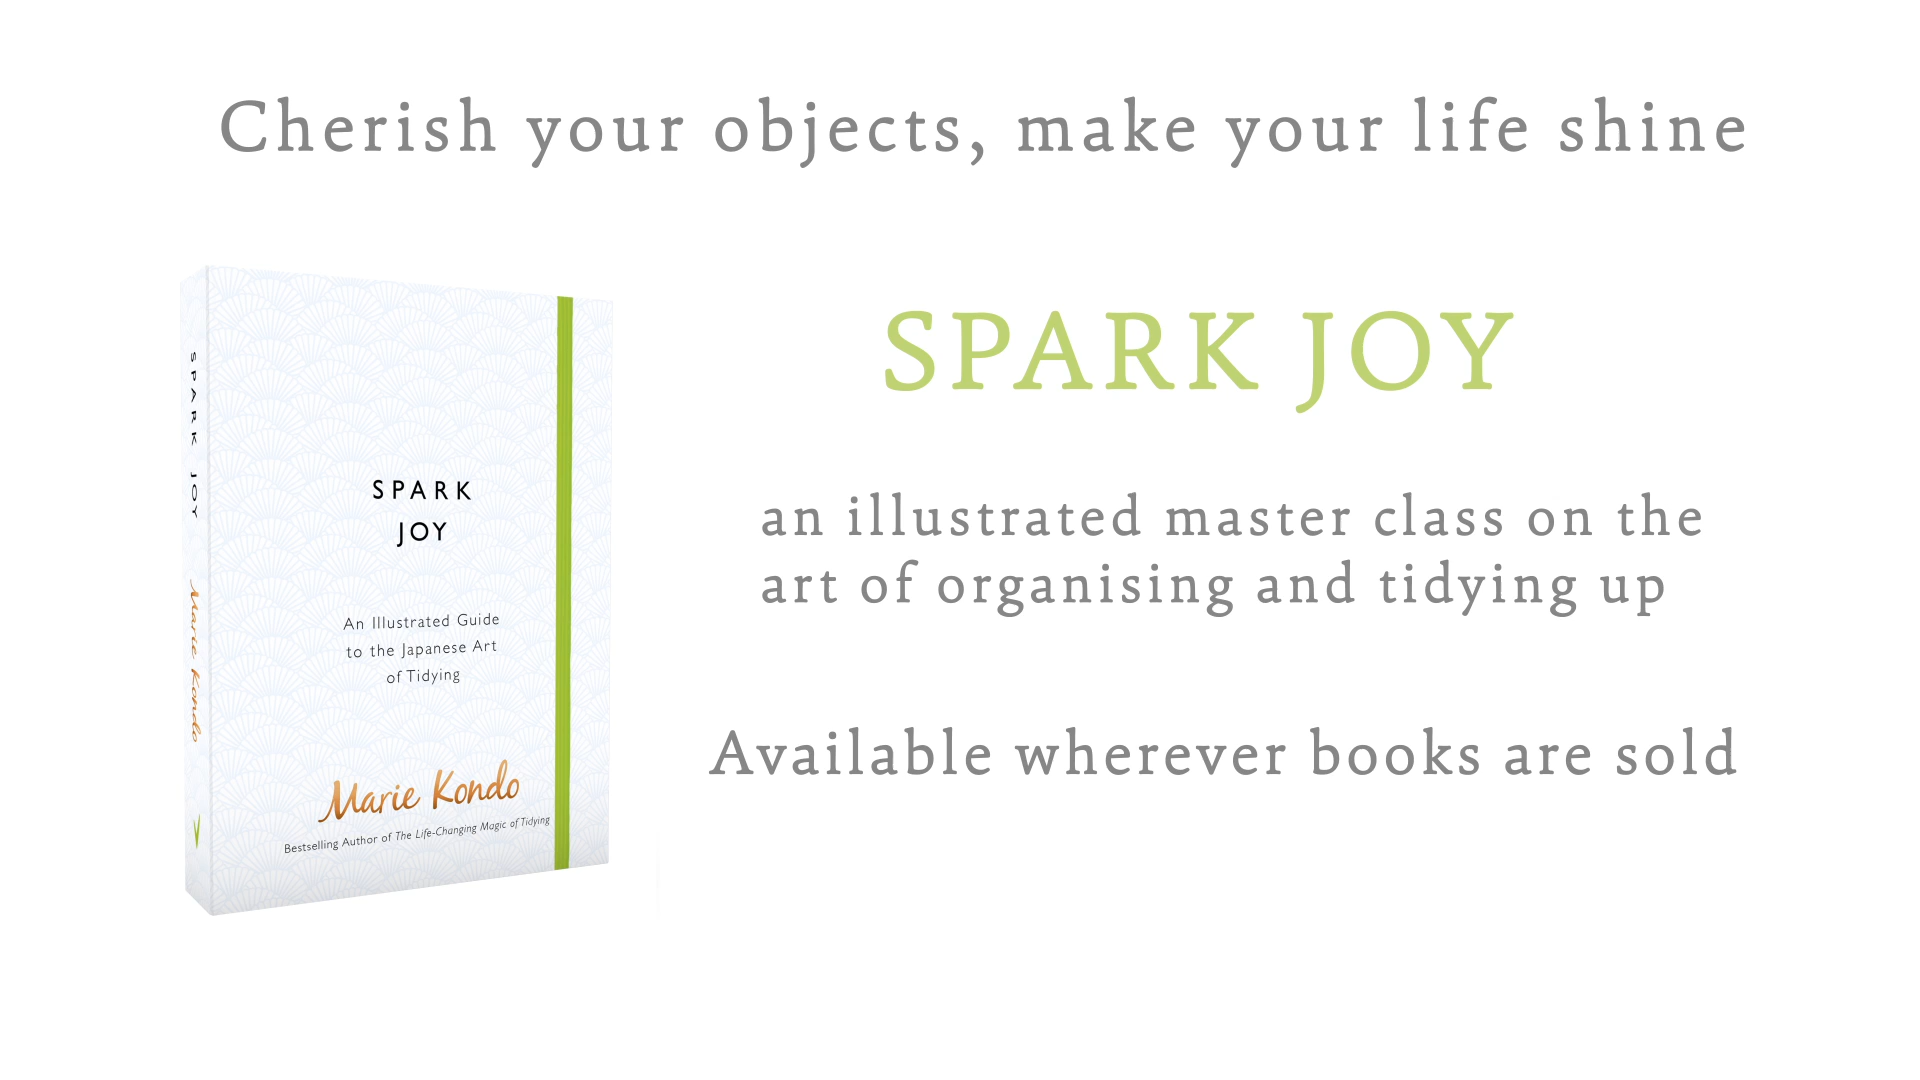 Cherish your objects, make your life shine
SPARK JOY
Marie Kondo
SPARK
JOY
An Illustrated Guide
to the Japanese Art
of Tidying
Marie Kondo
Bestselling Author of The Life-Changing Magic of Tidying
SPARK JOY
an illustrated master class on the
art of organising and tidying up
Available wherever books are sold